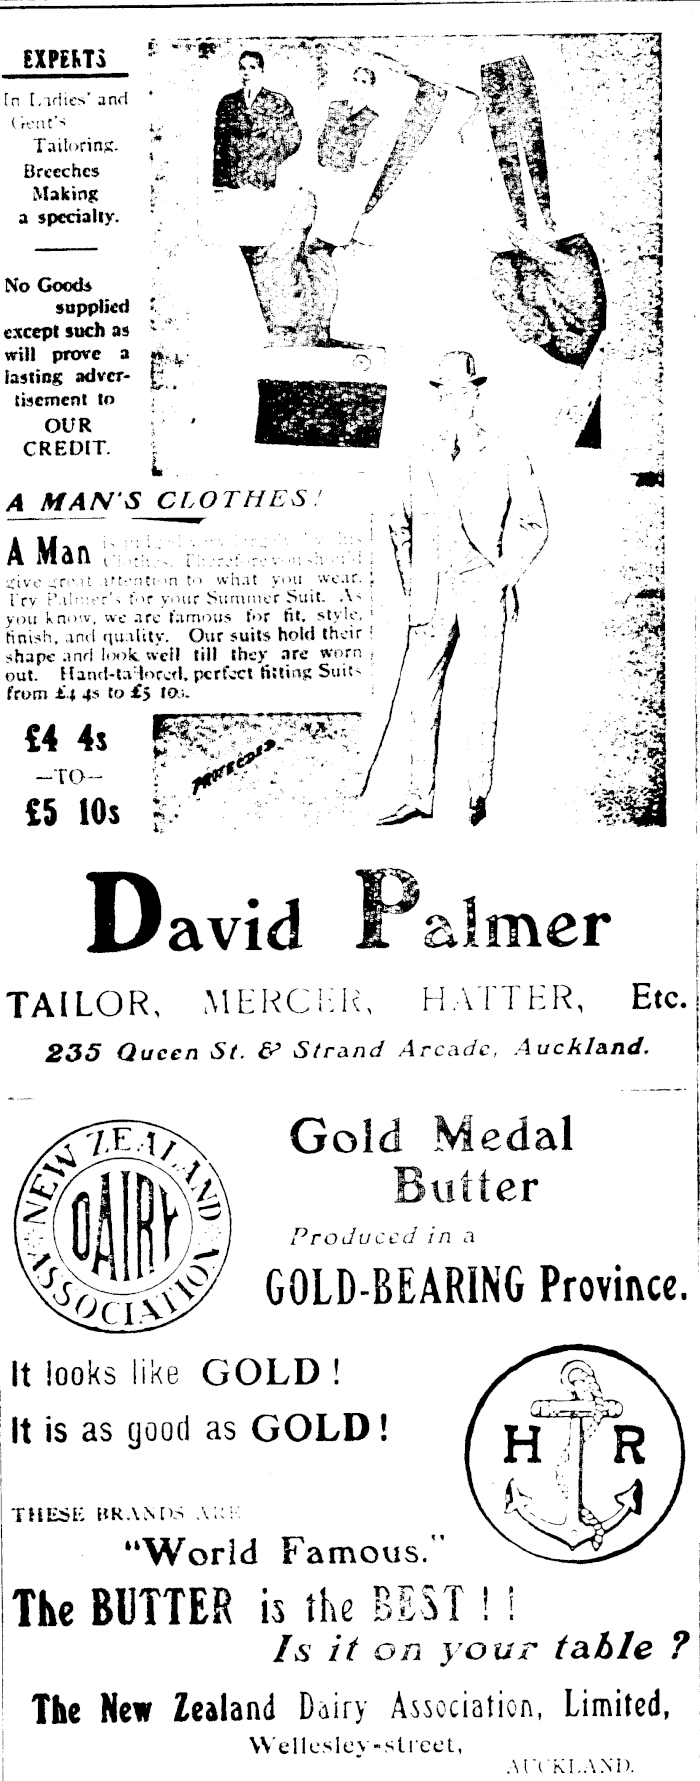 EXPERTS
In Ladies' and
Gent's
Tailoring.
Breeches
Making
a specialty.
No Goods
supplied
except such as
will prove a
lasting adver-
tisement to
OUR
CREDIT.
A MAN'S CLOTHES!
A Man
Clothes. Therefore you should
give great attention to what you wear.
Try Palmer's for your Summer Suit. As
you know, we are famous for fit, style,
finish, and quality. Our suits hold their
shape and look well till they are worn
out. Hand-tailored, perfect fitting Suits
from £4 4s to £5 10s.
£4 4s
—TO—
£5 10s
PROTECTED
David Palmer
TAILOR, MERCER, HATTER, Etc.
235 Queen St. & Strand Arcade, Auckland.
NEW ZEALAND
DAIRY
ASSOCIATION
Gold Medal
Butter
Produced in a
GOLD-BEARING Province.
It looks like GOLD!
It is as good as GOLD!
H R
THESE BRANDS ARE
"World Famous."
The BUTTER is the BEST!!
Is it on your table?
The New Zealand Dairy Association, Limited,
Wellesley-street,
AUCKLAND.